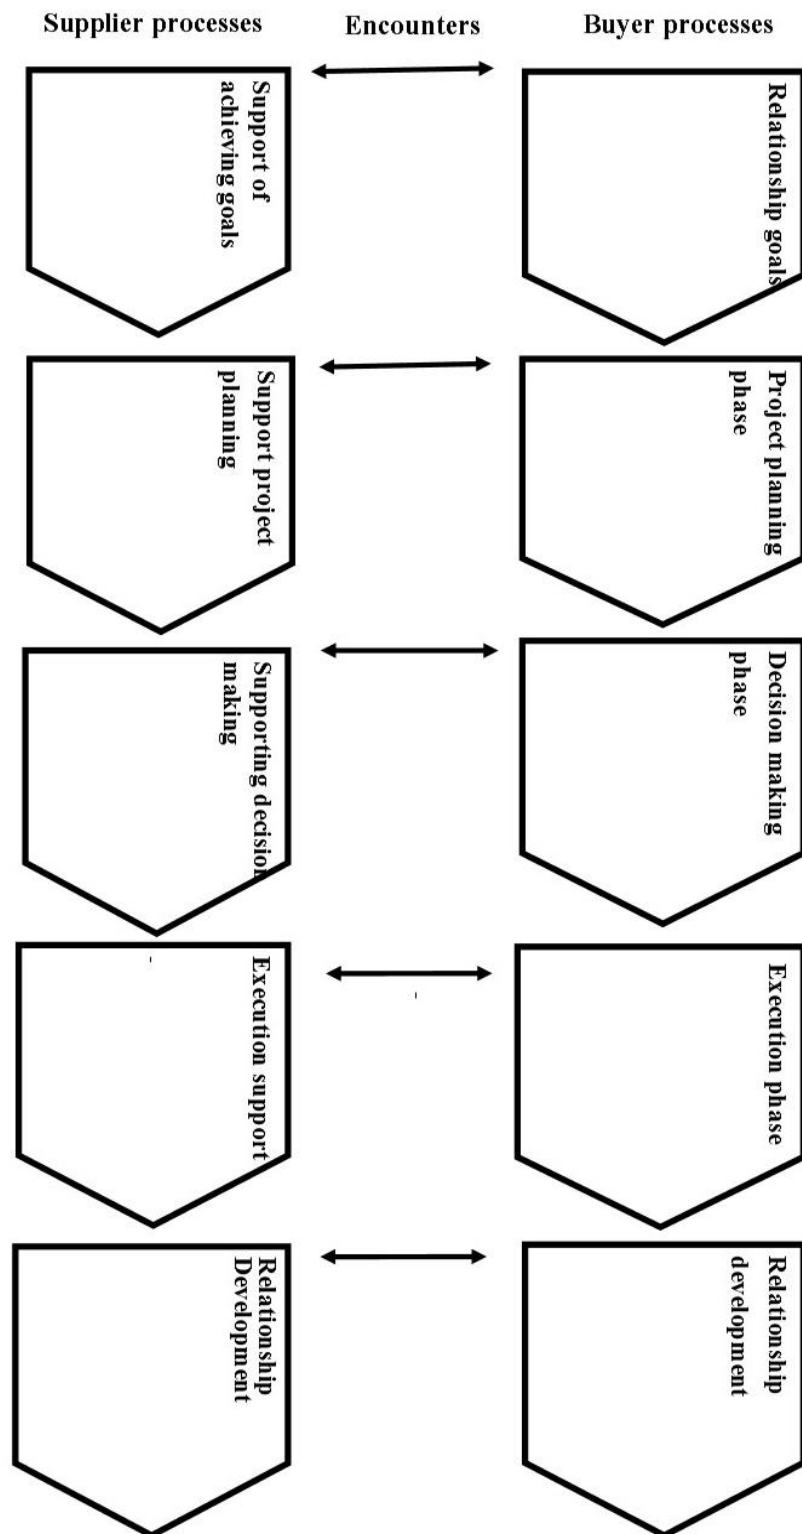 Supplier processes
Encounters
Buyer processes
Support of
achieving goals
Relationship goals
Support project
planning
Project planning
phase
Supporting decision
making
Decision making
phase
Execution support
Execution phase
Relationship
Development
Relationship
development